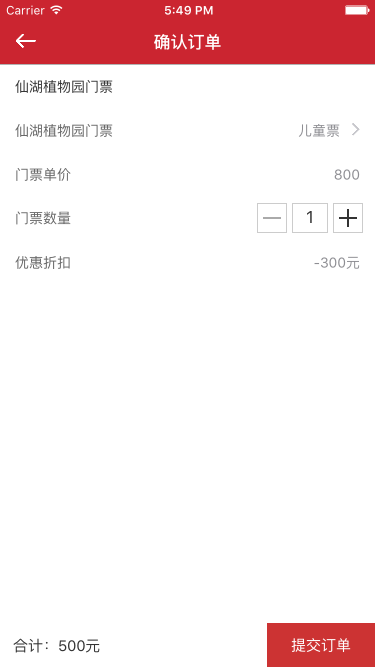 Carrier 5:49 PM
确认订单
仙湖植物园门票
仙湖植物园门票 儿童票
门票单价 800
门票数量 1
优惠折扣 -300元
合计：500元 提交订单